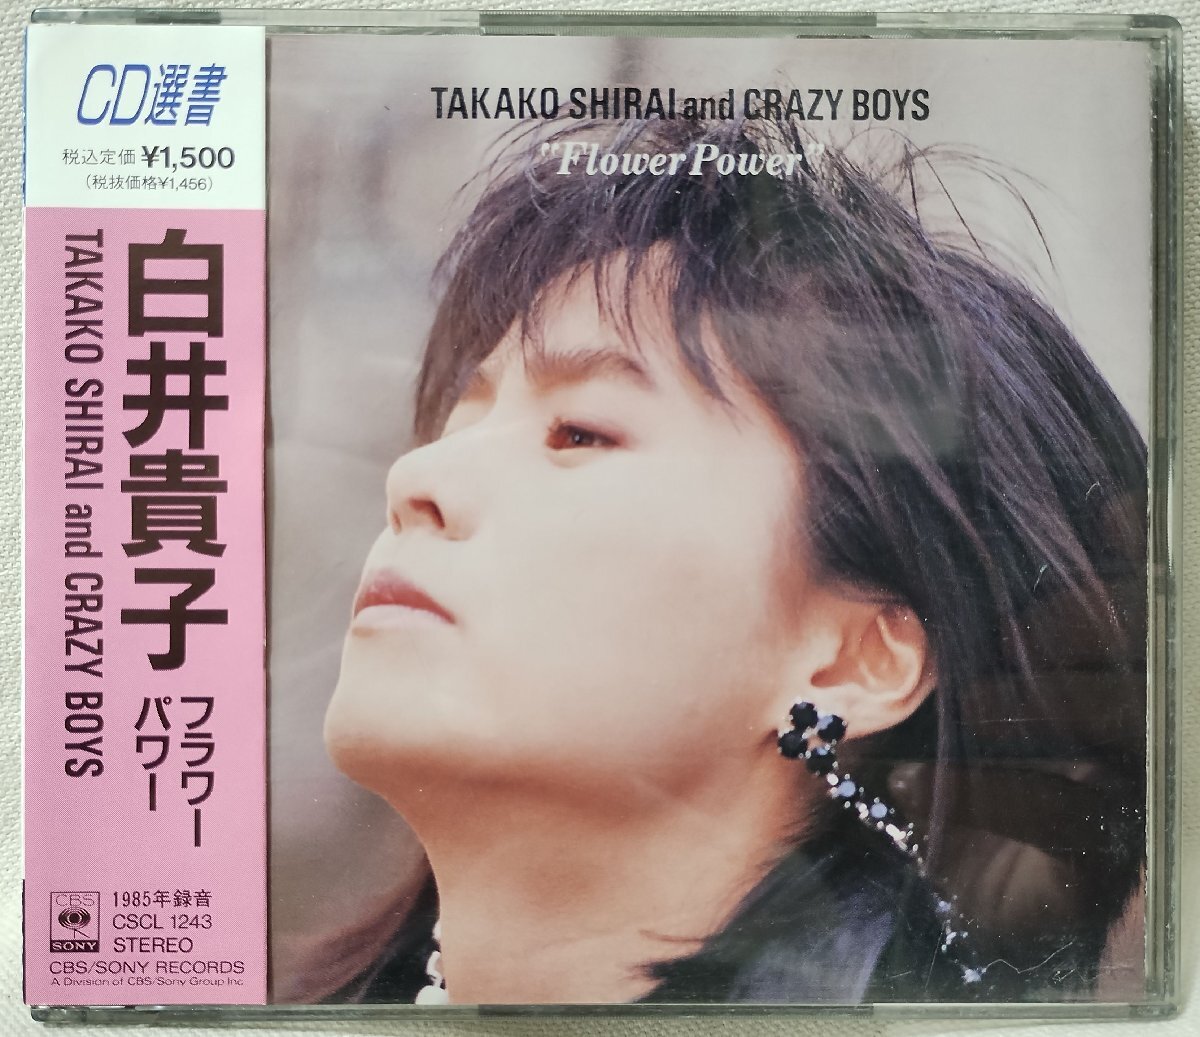 CD選書
税込定価¥1,500
(税抜価格¥1,456)
白井貴子
フラワー
パワー
TAKAKO SHIRAI and CRAZY BOYS
CBS
SONY
1985年録音
CSCL 1243
STEREO
CBS/SONY RECORDS
A Division of CBS/Sony Group Inc
TAKAKO SHIRAI and CRAZY BOYS
"Flower Power"